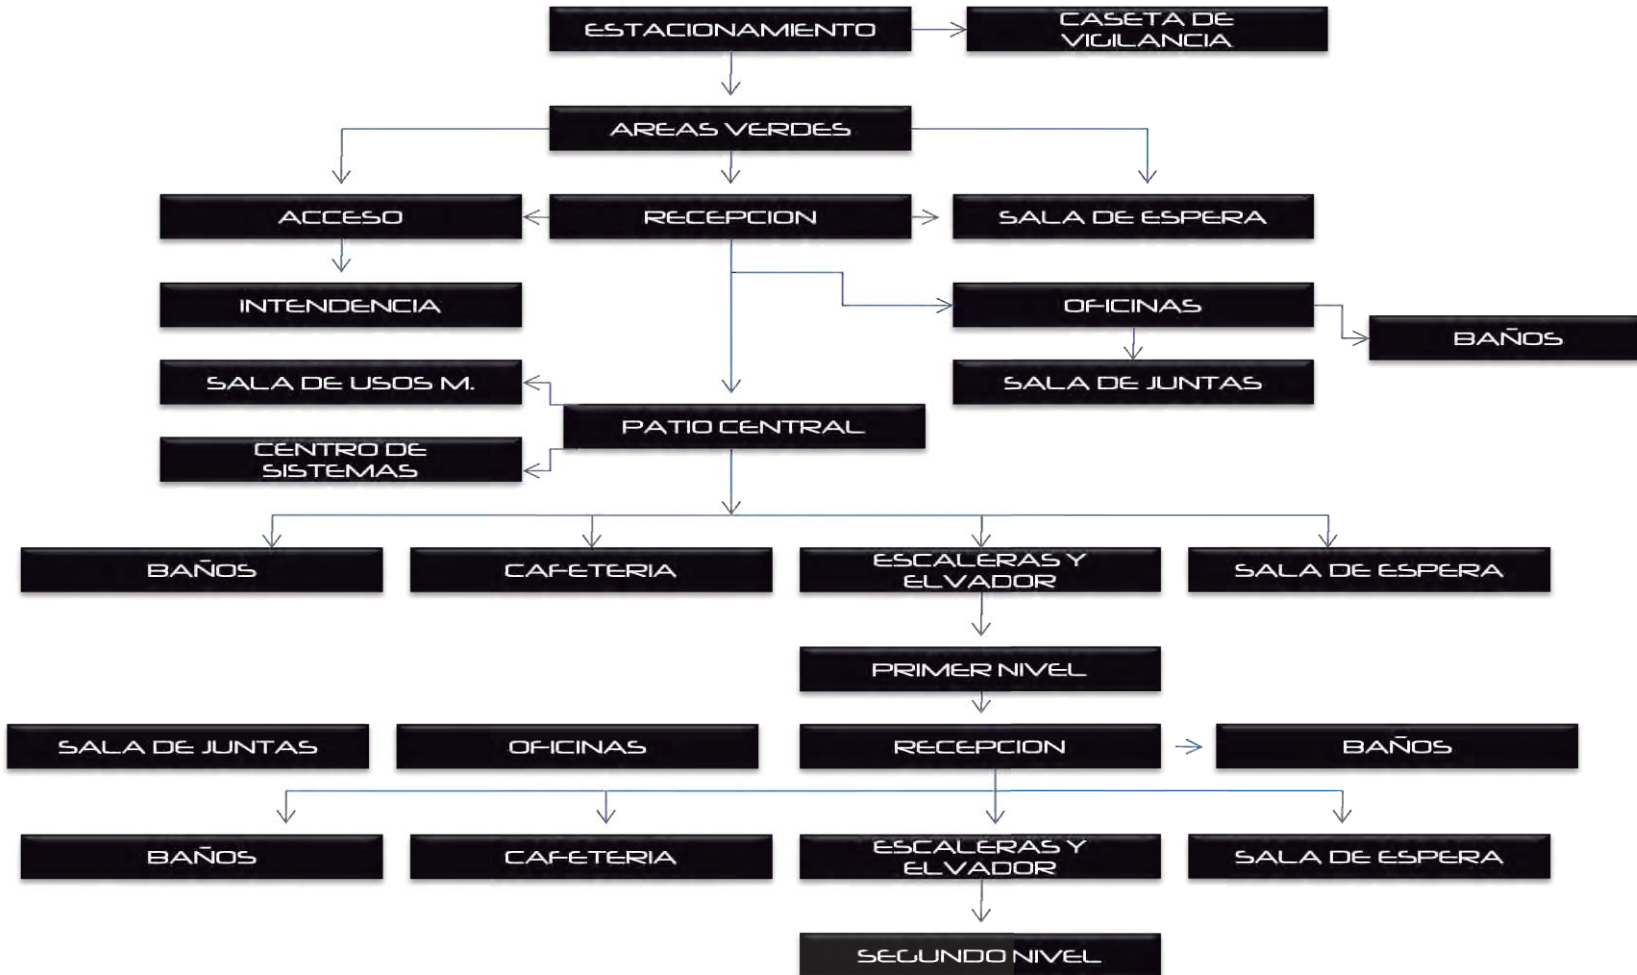 ESTACIONAMIENTO
CASETA DE
VIGILANCIA
AREAS VERDES
ACCESO
RECEPCION
SALA DE ESPERA
INTENDENCIA
OFICINAS
BAÑOS
SALA DE USOS M.
SALA DE JUNTAS
PATIO CENTRAL
CENTRO DE
SISTEMAS
BAÑOS
CAFETERIA
ESCALERAS Y
ELVADOR
SALA DE ESPERA
PRIMER NIVEL
SALA DE JUNTAS
OFICINAS
RECEPCION
BAÑOS
BAÑOS
CAFETERIA
ESCALERAS Y
ELVADOR
SALA DE ESPERA
SEGUNDO NIVEL